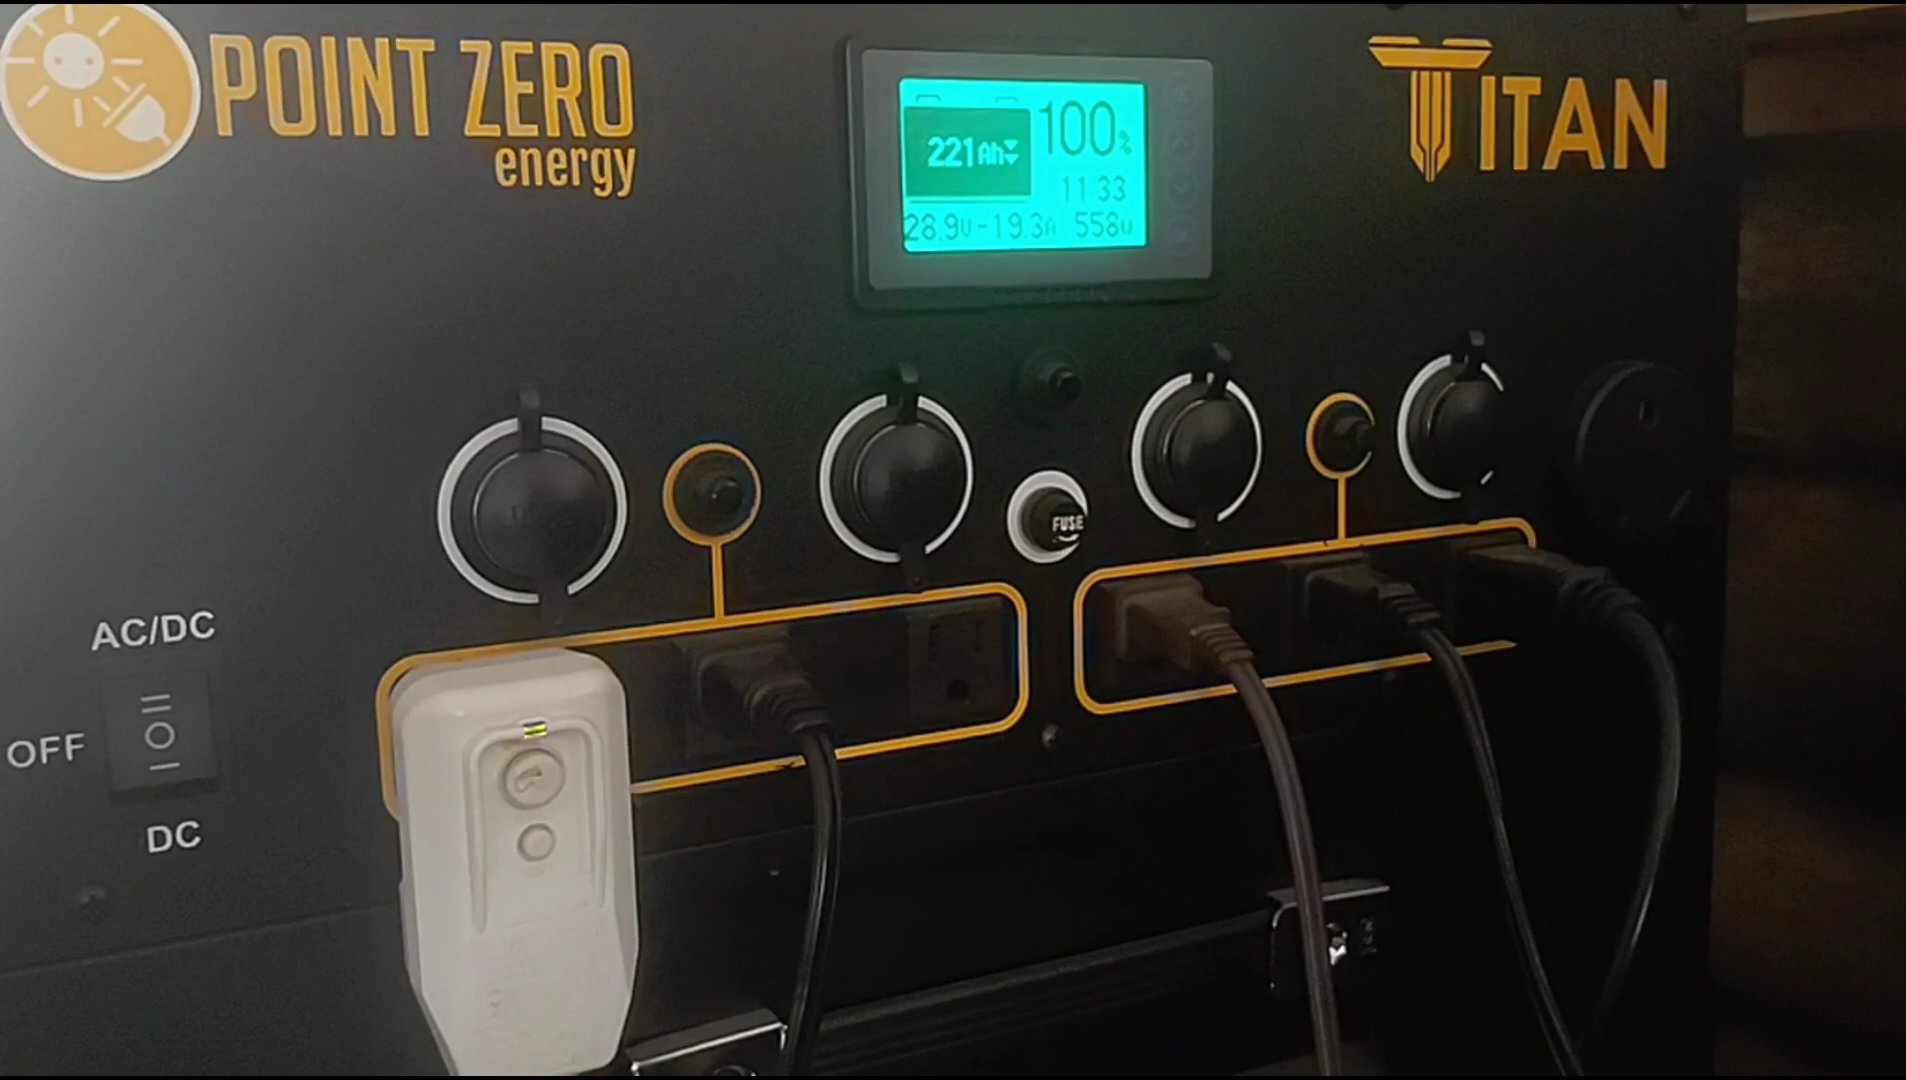 POINT ZERO
energy
TITAN
221Ah
100%
11:33
28.9V-19.3A 558w
FUSE
AC/DC
OFF
DC